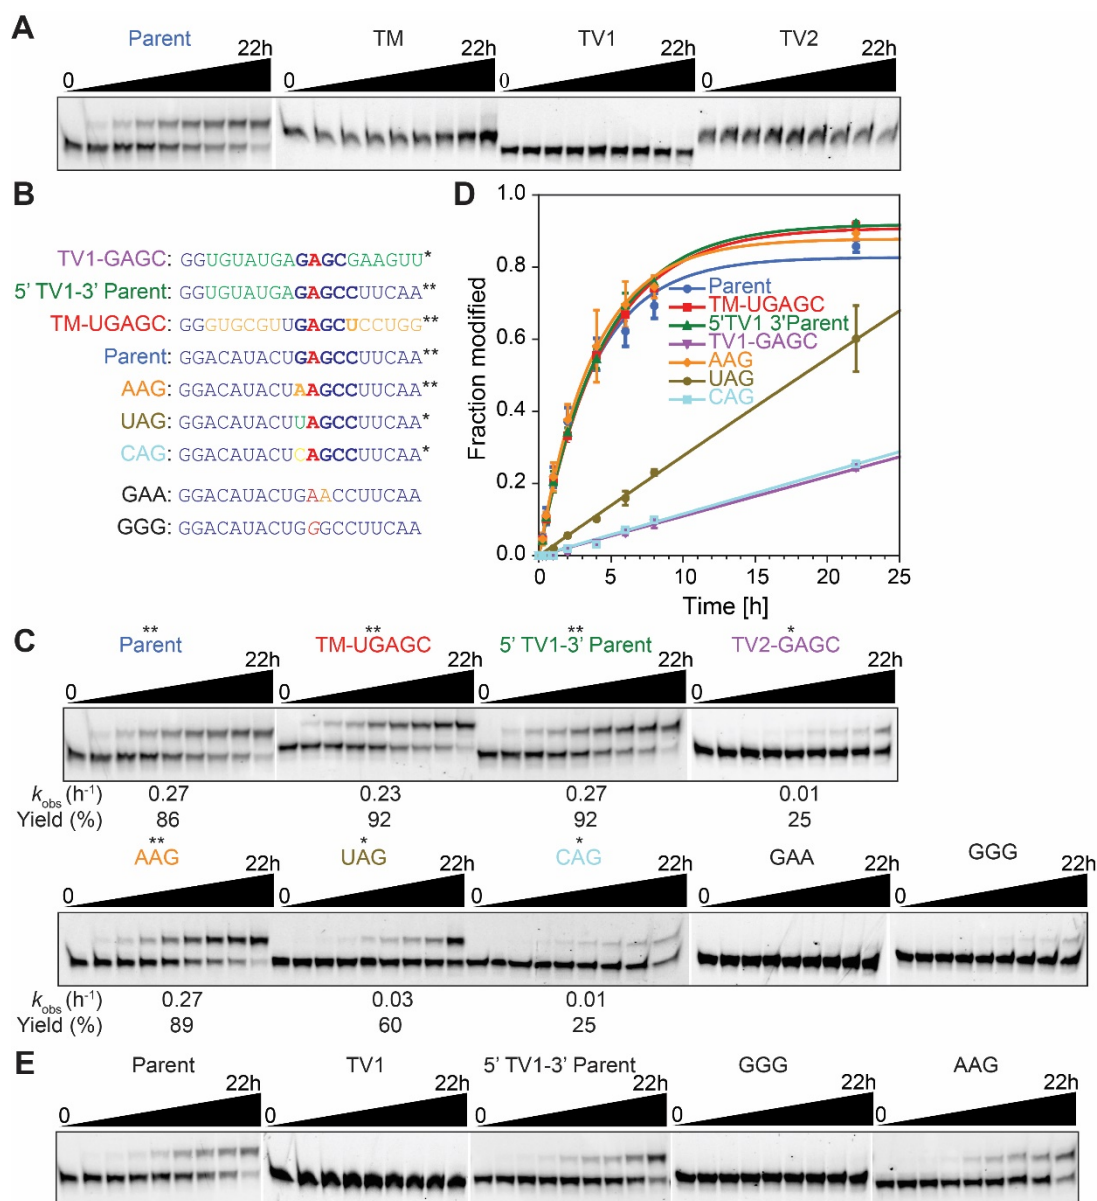 A
Parent TM TV1 TV2
0 22h 0 22h 0 22h 0 22h
B
TV1-GAGC: GGUGUAUGAGAGCGAAGUU*
5' TV1-3' Parent: GGUGUAUGAGAGCCUUCAA**
TM-UGAGC: GGGUGCGUUGAGCUCCUGG**
Parent: GGACAUACUGAGCCUUCAA**
AAG: GGACAUACUAAGCCUUCAA**
UAG: GGACAUACUUAGCCUUCAA*
CAG: GGACAUACUCAGCCUUCAA*
GAA: GGACAUACUGAACCUUCAA
GGG: GGACAUACUGGGCCUUCAA
D
Fraction modified
1.0
0.8
0.6
0.4
0.2
0.0
Parent
TM-UGAGC
5'TV1 3'Parent
TV1-GAGC
AAG
UAG
CAG
0 5 10 15 20 25
Time [h]
C
** ** ** *
Parent TM-UGAGC 5' TV1-3' Parent TV2-GAGC
0 22h 0 22h 0 22h 0 22h
kobs (h-1) 0.27 0.23 0.27 0.01
Yield (%) 86 92 92 25
** * *
AAG UAG CAG GAA GGG
0 22h 0 22h 0 22h 0 22h 0 22h
kobs (h-1) 0.27 0.03 0.01
Yield (%) 89 60 25
E
Parent TV1 5' TV1-3' Parent GGG AAG
0 22h 0 22h 0 22h 0 22h 0 22h